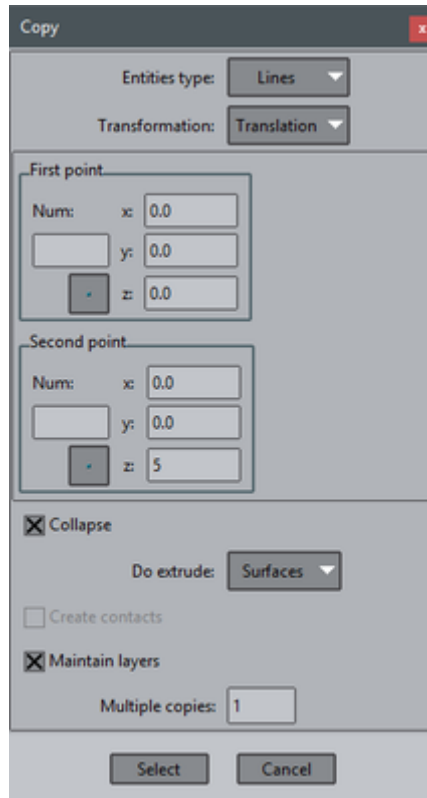 Copy x
Entities type: Lines
Transformation: Translation
First point
Num: x: 0.0
y: 0.0
z: 0.0
Second point
Num: x: 0.0
y: 0.0
z: 5
Collapse
Do extrude: Surfaces
Create contacts
Maintain layers
Multiple copies: 1
Select Cancel